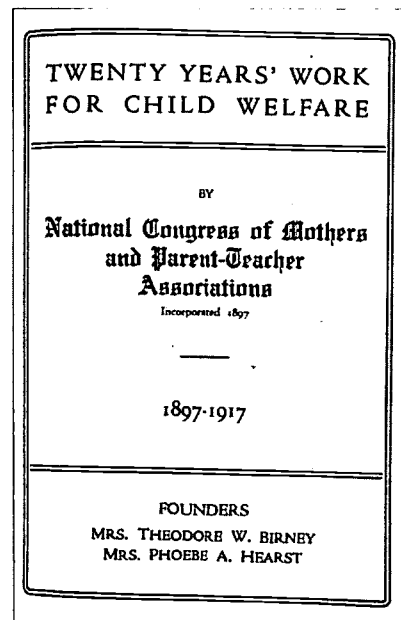 TWENTY YEARS' WORK
FOR CHILD WELFARE
BY
National Congress of Mothers
and Parent-Teacher
Associations
Incorporated 1897
1897-1917
FOUNDERS
MRS. THEODORE W. BIRNEY
MRS. PHOEBE A. HEARST